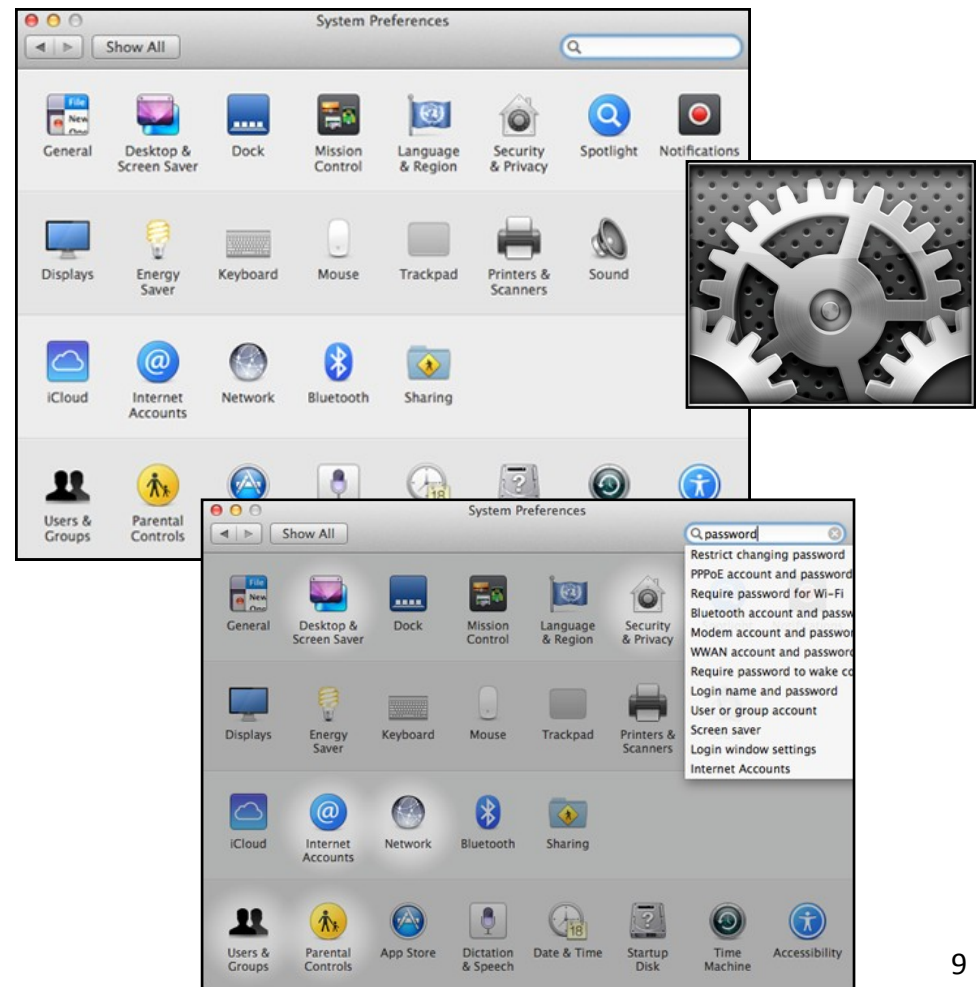 System Preferences
Show All
General
Desktop &
Screen Saver
Dock
Mission
Control
Language
& Region
Security
& Privacy
Spotlight
Notifications
Displays
Energy
Saver
Keyboard
Mouse
Trackpad
Printers &
Scanners
Sound
iCloud
Internet
Accounts
Network
Bluetooth
Sharing
Users &
Groups
Parental
Controls
System Preferences
Show All
password
Restrict changing password
PPPoE account and password
Require password for Wi-Fi
Bluetooth account and passw
Modem account and passwor
WWAN account and password
Require password to wake co
Login name and password
User or group account
Screen saver
Login window settings
Internet Accounts
General
Desktop &
Screen Saver
Dock
Mission
Control
Language
& Region
Security
& Privacy
Displays
Energy
Saver
Keyboard
Mouse
Trackpad
Printers &
Scanners
iCloud
Internet
Accounts
Network
Bluetooth
Sharing
Users &
Groups
Parental
Controls
App Store
Dictation
& Speech
Date & Time
Startup
Disk
Time
Machine
Accessibility
9